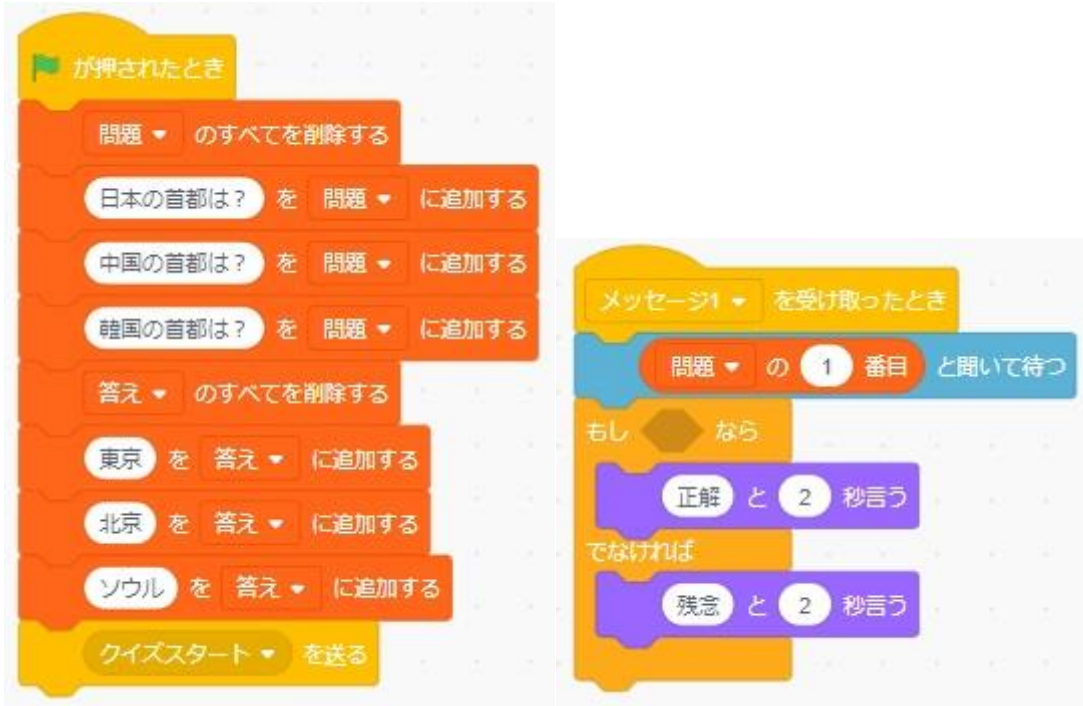 が押されたとき
問題 のすべてを削除する
日本の首都は？ を 問題 に追加する
中国の首都は？ を 問題 に追加する
韓国の首都は？ を 問題 に追加する
答え のすべてを削除する
東京 を 答え に追加する
北京 を 答え に追加する
ソウル を 答え に追加する
クイズスタート を送る
メッセージ1 を受け取ったとき
問題 の 1 番目 と聞いて待つ
もし なら
正解 と 2 秒言う
でなければ
残念 と 2 秒言う